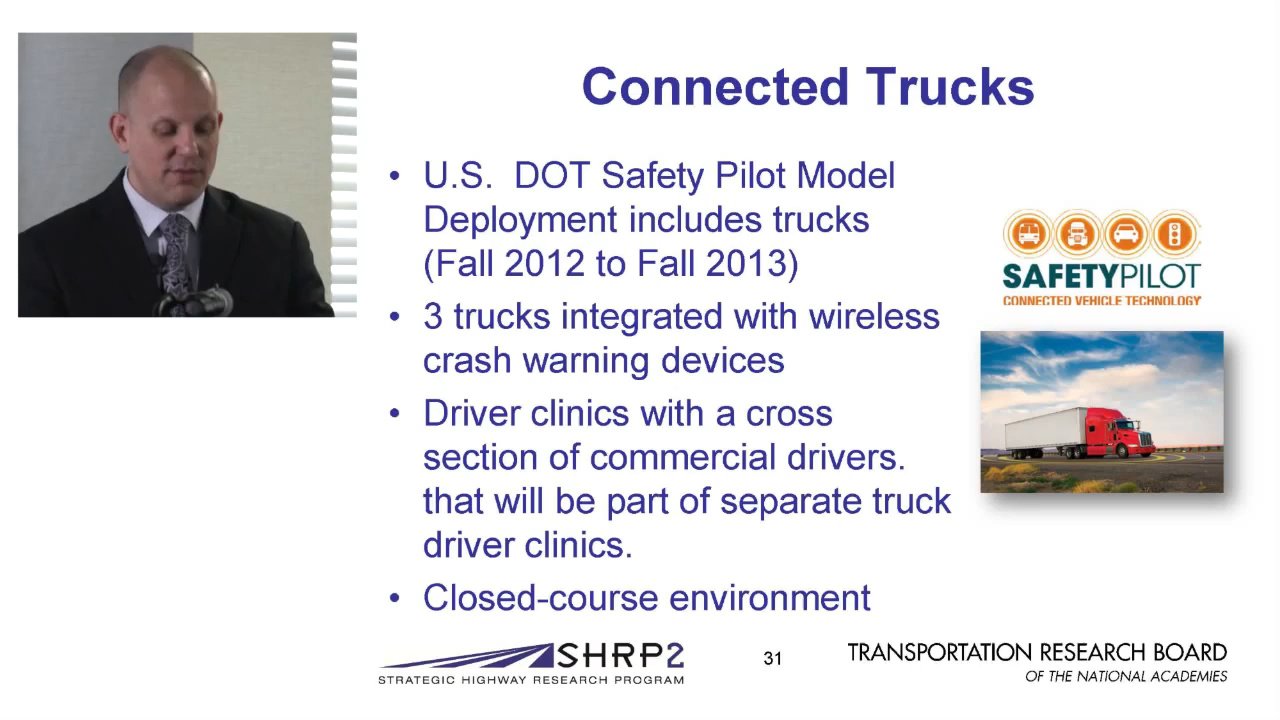 Connected Trucks
• U.S. DOT Safety Pilot Model
Deployment includes trucks
(Fall 2012 to Fall 2013)
• 3 trucks integrated with wireless
crash warning devices
• Driver clinics with a cross
section of commercial drivers.
that will be part of separate truck
driver clinics.
• Closed-course environment
SAFETYPILOT
CONNECTED VEHICLE TECHNOLOGY
SHRP2
STRATEGIC HIGHWAY RESEARCH PROGRAM
31
TRANSPORTATION RESEARCH BOARD
OF THE NATIONAL ACADEMIES